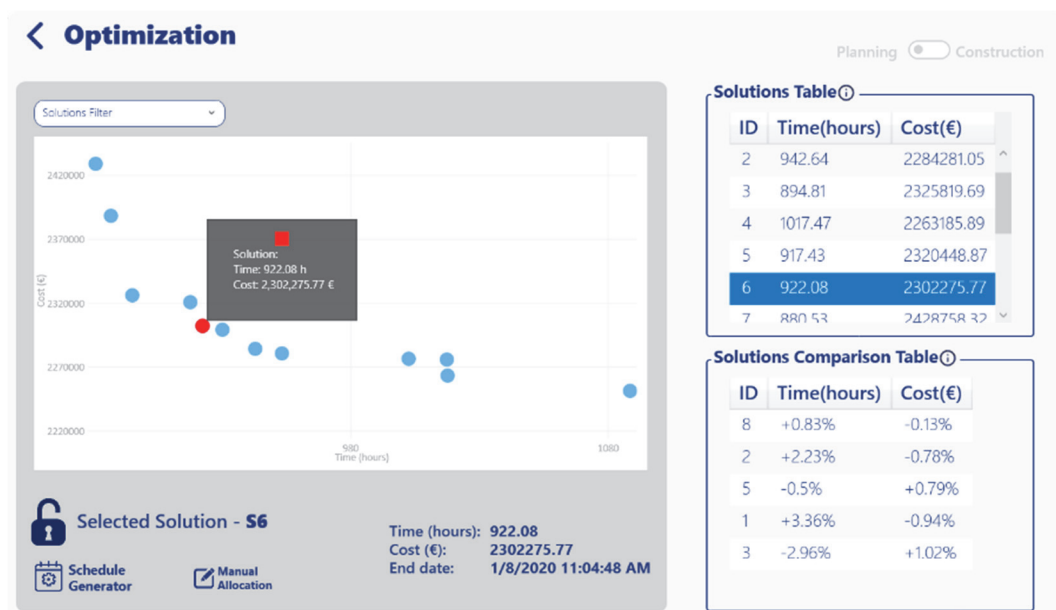 Optimization
Planning Construction
Solutions Filter
2420000
2370000
2320000
2270000
2220000
Cost (€)
980
1080
Time (hours)
Solution:
Time: 922.08 h
Cost: 2,302,275.77 €
Selected Solution - S6
Schedule
Generator
Manual
Allocation
Time (hours): 922.08
Cost (€): 2302275.77
End date: 1/8/2020 11:04:48 AM
Solutions Table
ID Time(hours) Cost(€)
2 942.64 2284281.05
3 894.81 2325819.69
4 1017.47 2263185.89
5 917.43 2320448.87
6 922.08 2302275.77
7 880.53 2428758.32
Solutions Comparison Table
ID Time(hours) Cost(€)
8 +0.83% -0.13%
2 +2.23% -0.78%
5 -0.5% +0.79%
1 +3.36% -0.94%
3 -2.96% +1.02%